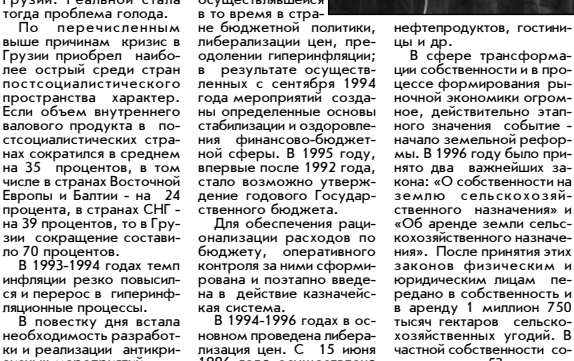 Грузии. Реальной стала
тогда проблема голода.
По перечисленным
выше причинам кризис в
Грузии приобрел наибо-
лее острый среди стран
постсоциалистического
пространства характер.
Если объем внутреннего
валового продукта в по-
стсоциалистических стра-
нах сократился в среднем
на 35 процентов, в том
числе в странах Восточной
Европы и Балтии - на 24
процента, в странах СНГ -
на 39 процентов, то в Гру-
зии сокращение состави-
ло 70 процентов.
В 1993-1994 годах темп
инфляции резко повысил-
ся и перерос в гиперинф-
ляционные процессы.
В повестку дня встала
необходимость разработ-
ки и реализации антикри-
осуществлявшейся
в то время в стра-
не бюджетной политики,
либерализации цен, пре-
одолении гиперинфляции;
в результате осуществ-
ленных с сентября 1994
года мероприятий созда-
ны определенные основы
стабилизации и оздоровле-
ния финансово-бюджет-
ной сферы. В 1995 году,
впервые после 1992 года,
стало возможно утверж-
дение годового Государ-
ственного бюджета.
Для обеспечения раци-
онализации расходов по
бюджету, оперативного
контроля за ними сформи-
рована и поэтапно введе-
на в действие казначейс-
кая система.
В 1994-1996 годах в ос-
новном проведена либера-
лизация цен. С 15 июня
нефтепродуктов, гостини-
цы и др.
В сфере трансформа-
ции собственности и в про-
цессе формирования ры-
ночной экономики огром-
ное, действительно этап-
ного значения событие -
начало земельной рефор-
мы. В 1996 году было при-
нято два важнейших за-
кона: «О собственности на
землю сельскохозяй-
ственного назначения» и
«Об аренде земли сельс-
кохозяйственного назначе-
ния». После принятия этих
законов физическим и
юридическим лицам пе-
редано в собственность и
в аренду 1 миллион 750
тысяч гектаров сельско-
хозяйственных угодий. В
частной собственности со-